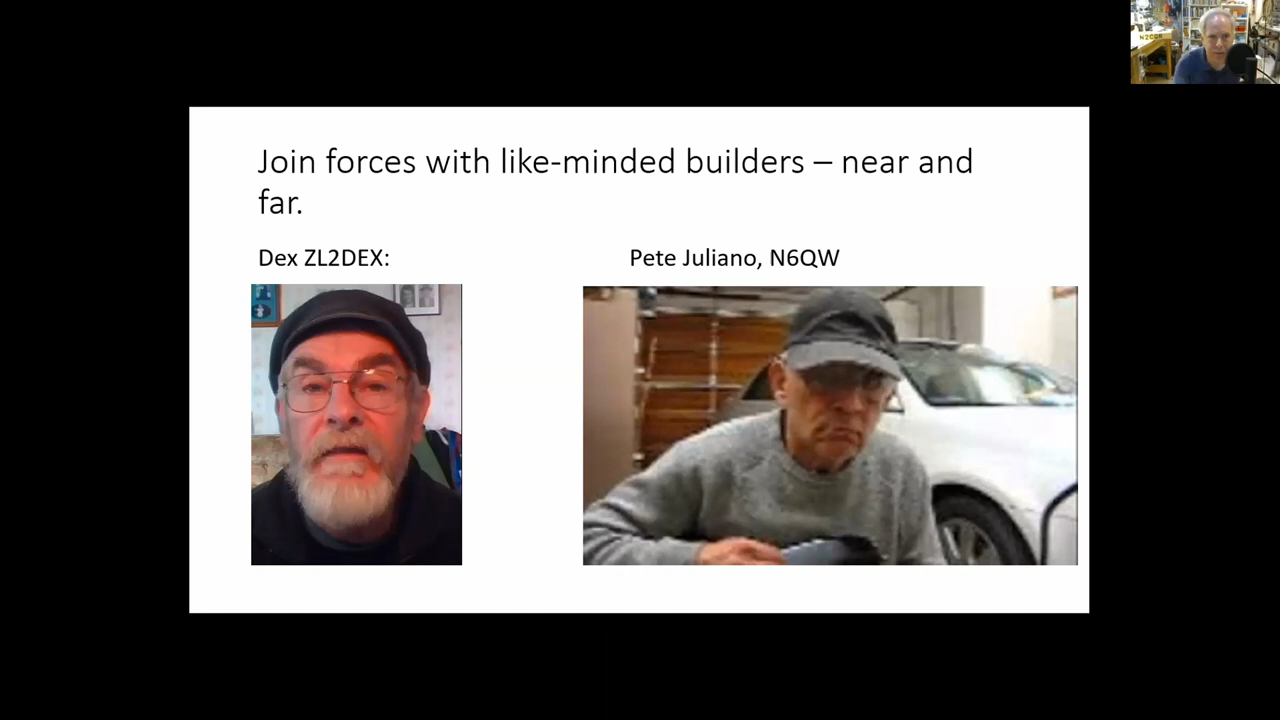 Join forces with like-minded builders – near and
far.
Dex ZL2DEX:
Pete Juliano, N6QW